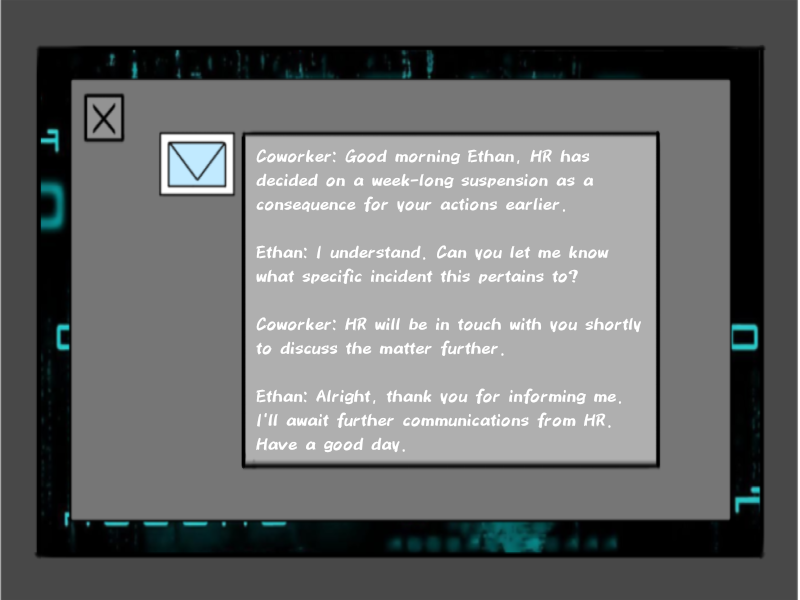 Coworker: Good morning Ethan, HR has
decided on a week-long suspension as a
consequence for your actions earlier.
Ethan: I understand. Can you let me know
what specific incident this pertains to?
Coworker: HR will be in touch with you shortly
to discuss the matter further.
Ethan: Alright, thank you for informing me.
I'll await further communications from HR.
Have a good day.